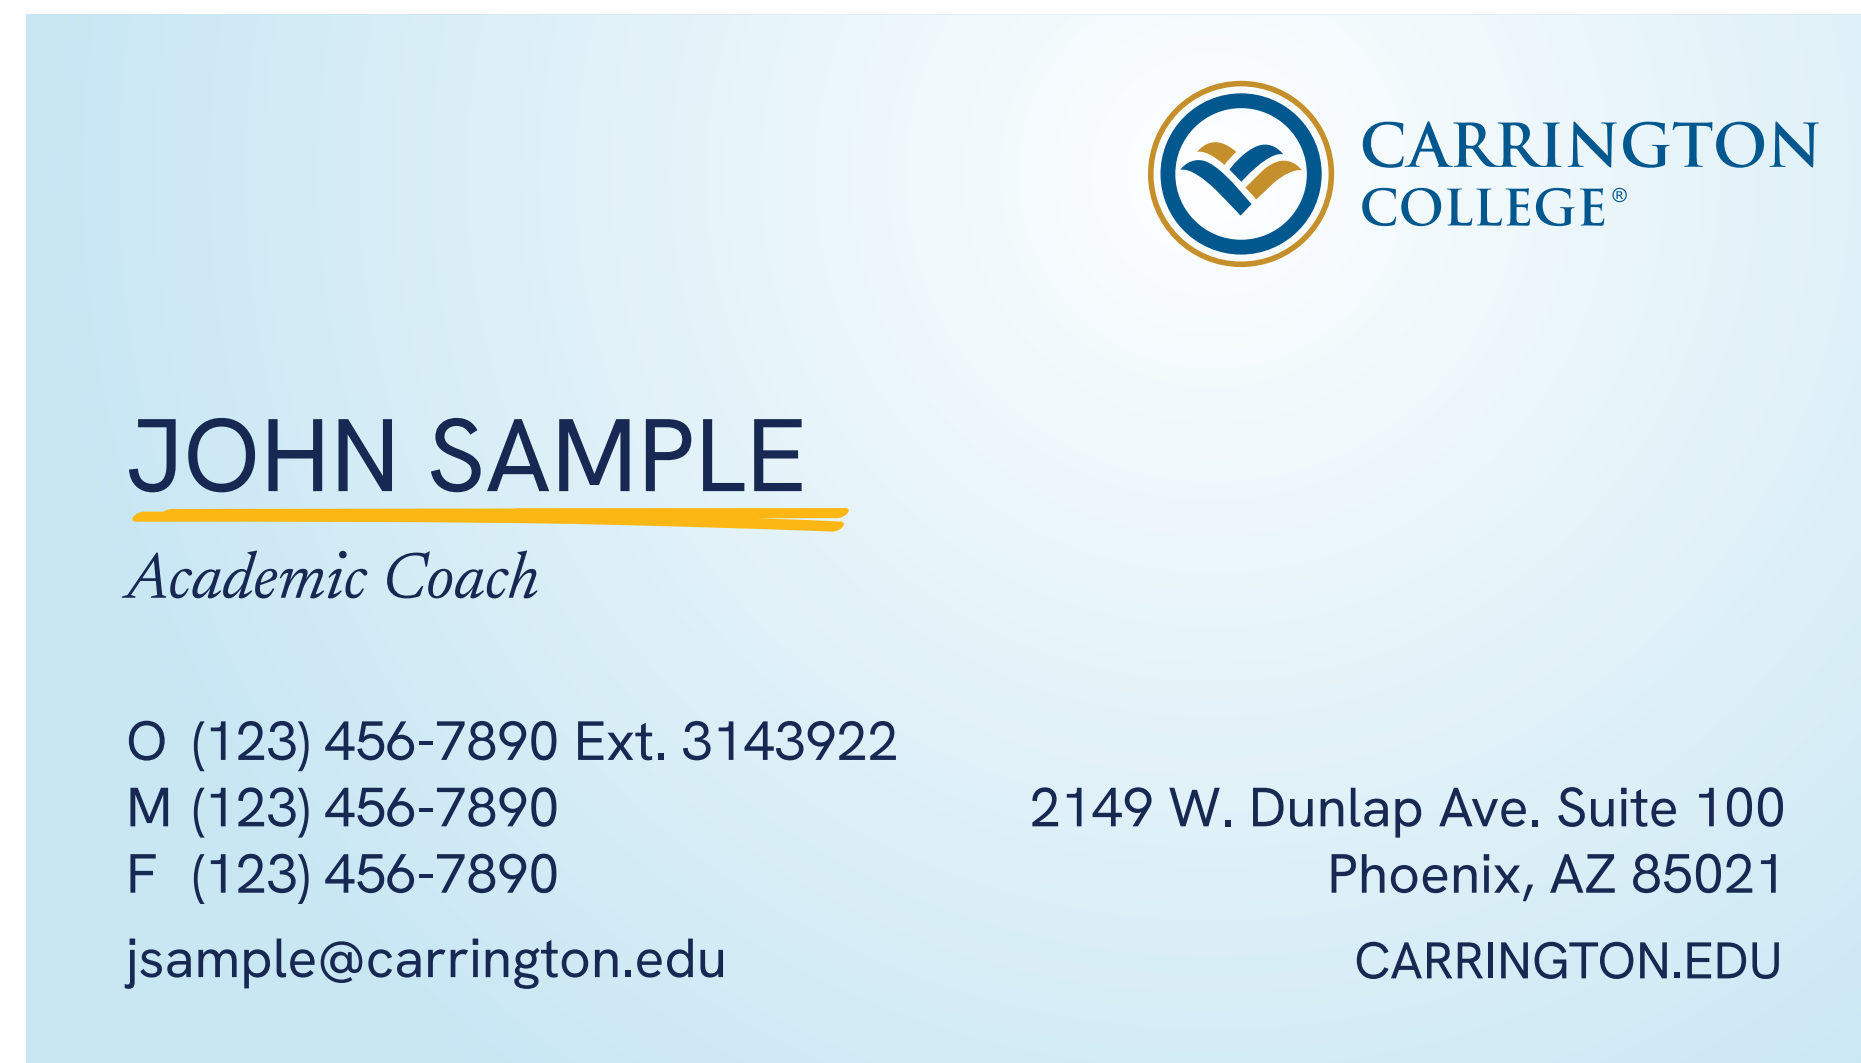 CARRINGTON
COLLEGE®
JOHN SAMPLE
Academic Coach
O (123) 456-7890 Ext. 3143922
M (123) 456-7890
F (123) 456-7890
jsample@carrington.edu
2149 W. Dunlap Ave. Suite 100
Phoenix, AZ 85021
CARRINGTON.EDU